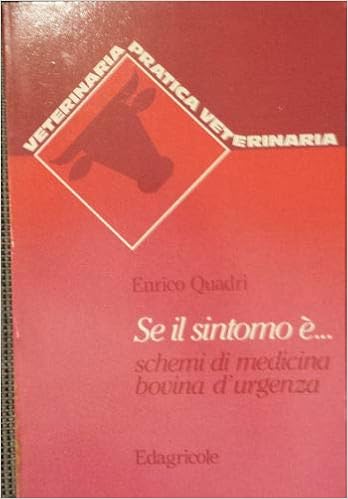 VETERINARIA PRATICA VETERINARIA
Enrico Quadri
Se il sintomo è...
schemi di medicina
bovina d'urgenza
Edagricole